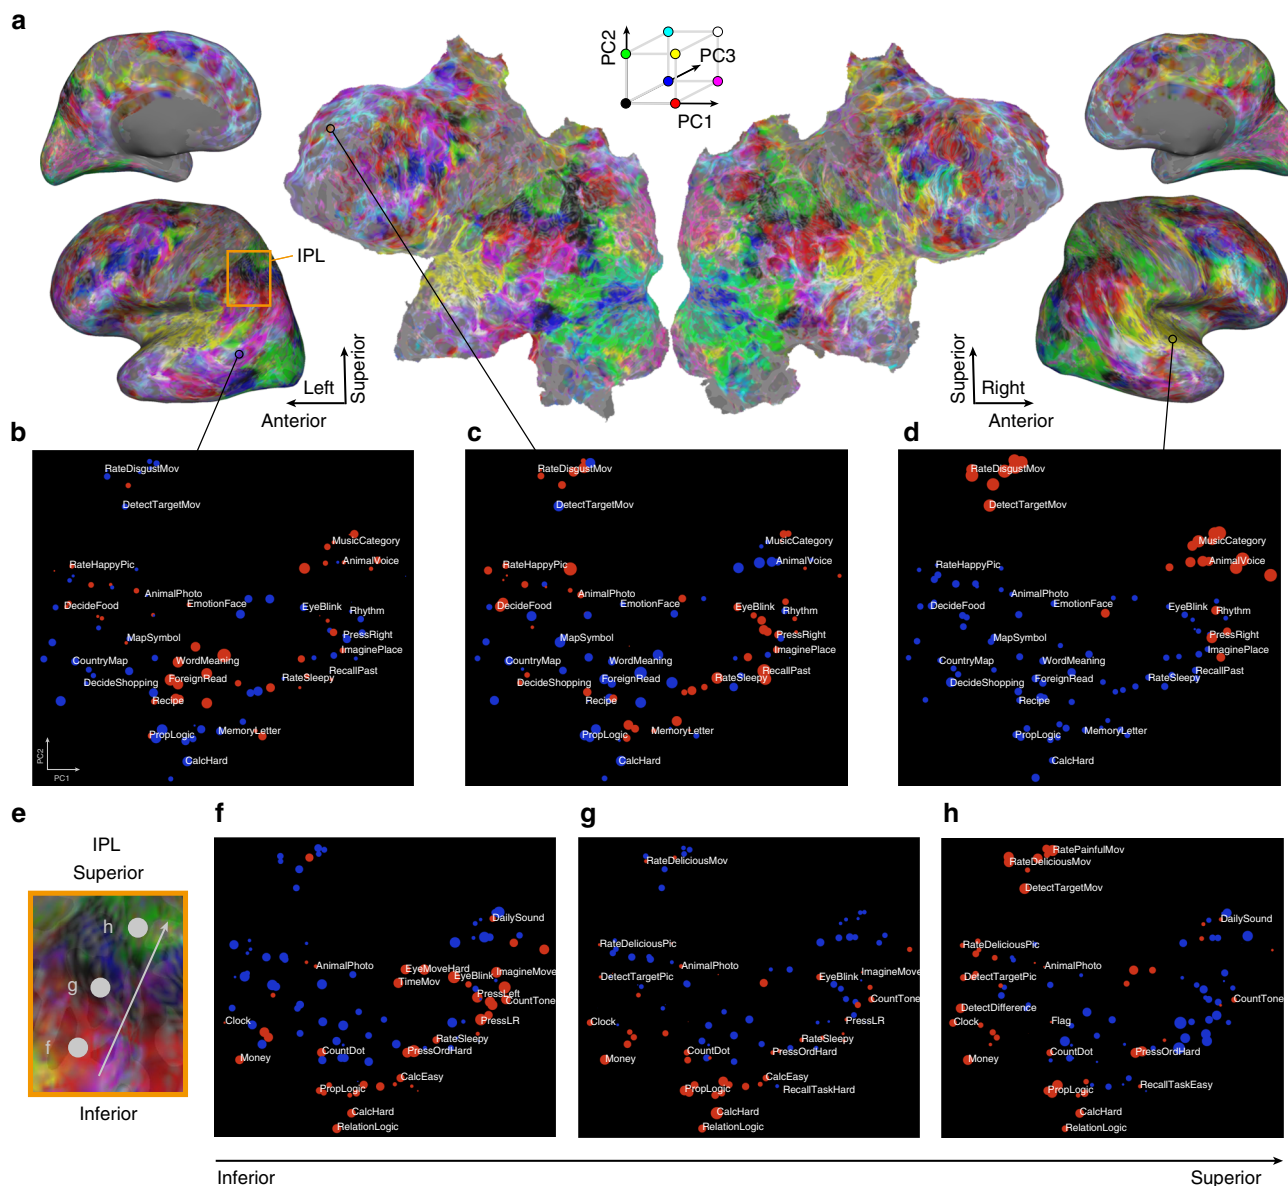 a
PC2
PC3
PC1
IPL
Left
Superior
Anterior
Superior
Right
Anterior
b
RateDisgustMov
DetectTargetMov
MusicCategory
AnimalVoice
RateHappyPic
AnimalPhoto
DecideFood
EmotionFace
EyeBlink
Rhythm
MapSymbol
PressRight
ImaginePlace
CountryMap
WordMeaning
DecideShopping
ForeignRead
RateSleepy
RecallPast
Recipe
PropLogic
MemoryLetter
CalcHard
PC2
PC1
c
RateDisgustMov
DetectTargetMov
MusicCategory
AnimalVoice
RateHappyPic
AnimalPhoto
DecideFood
EmotionFace
EyeBlink
Rhythm
MapSymbol
PressRight
ImaginePlace
CountryMap
WordMeaning
DecideShopping
ForeignRead
RateSleepy
RecallPast
Recipe
PropLogic
MemoryLetter
CalcHard
d
RateDisgustMov
DetectTargetMov
MusicCategory
AnimalVoice
RateHappyPic
AnimalPhoto
DecideFood
EmotionFace
EyeBlink
Rhythm
MapSymbol
PressRight
ImaginePlace
CountryMap
WordMeaning
DecideShopping
ForeignRead
RateSleepy
RecallPast
Recipe
PropLogic
MemoryLetter
CalcHard
e
IPL
Superior
h
g
f
Inferior
f
DailySound
AnimalPhoto
EyeMoveHard
TimeMov
EyeBlink
ImagineMove
PressLeft
CountTone
Clock
PressLR
RateSleepy
Money
CountDot
PressOrdHard
CalcEasy
PropLogic
CalcHard
RelationLogic
g
RateDeliciousMov
RateDeliciousPic
AnimalPhoto
DetectTargetPic
EyeBlink
ImagineMove
CountTone
Clock
PressLR
RateSleepy
Money
CountDot
PressOrdHard
CalcEasy
PropLogic
RecallTaskHard
CalcHard
RelationLogic
h
RatePainfulMov
RateDeliciousMov
DetectTargetMov
DailySound
RateDeliciousPic
AnimalPhoto
DetectTargetPic
CountTone
DetectDifference
Clock
Flag
Money
CountDot
PressOrdHard
PropLogic
RecallTaskEasy
CalcHard
RelationLogic
Inferior
Superior